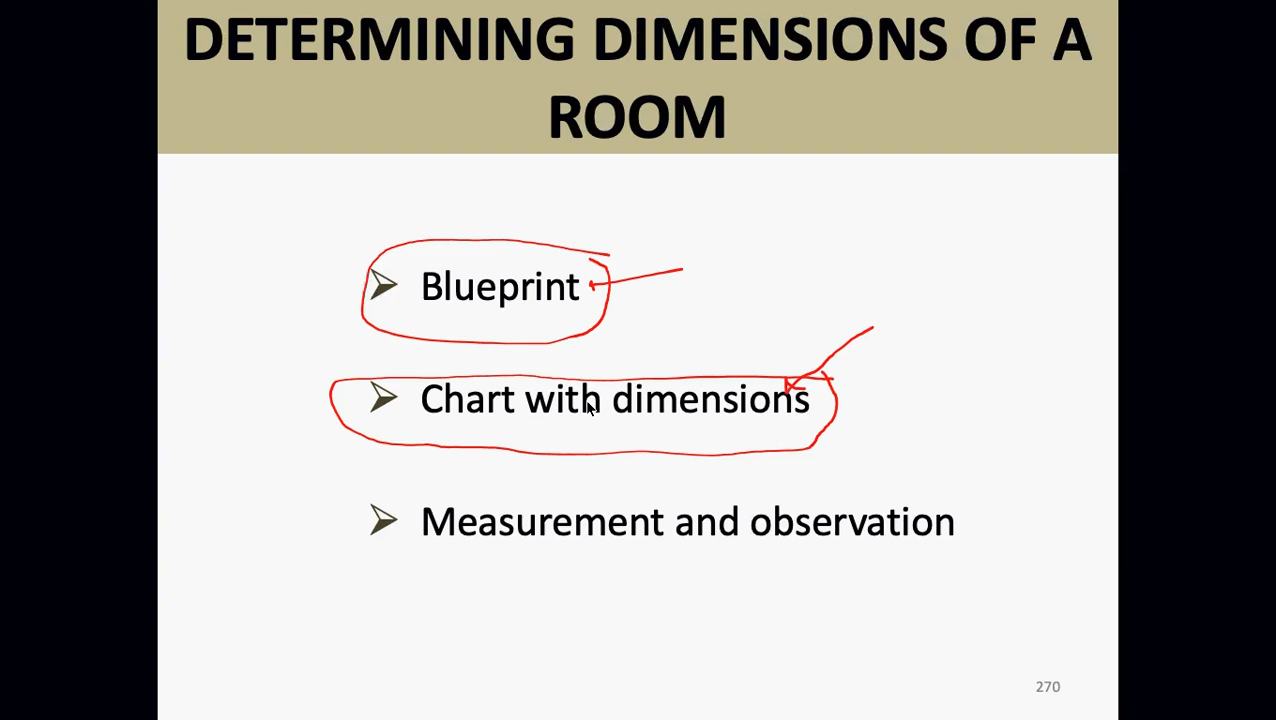 DETERMINING DIMENSIONS OF A
ROOM
Blueprint
Chart with dimensions
Measurement and observation
270